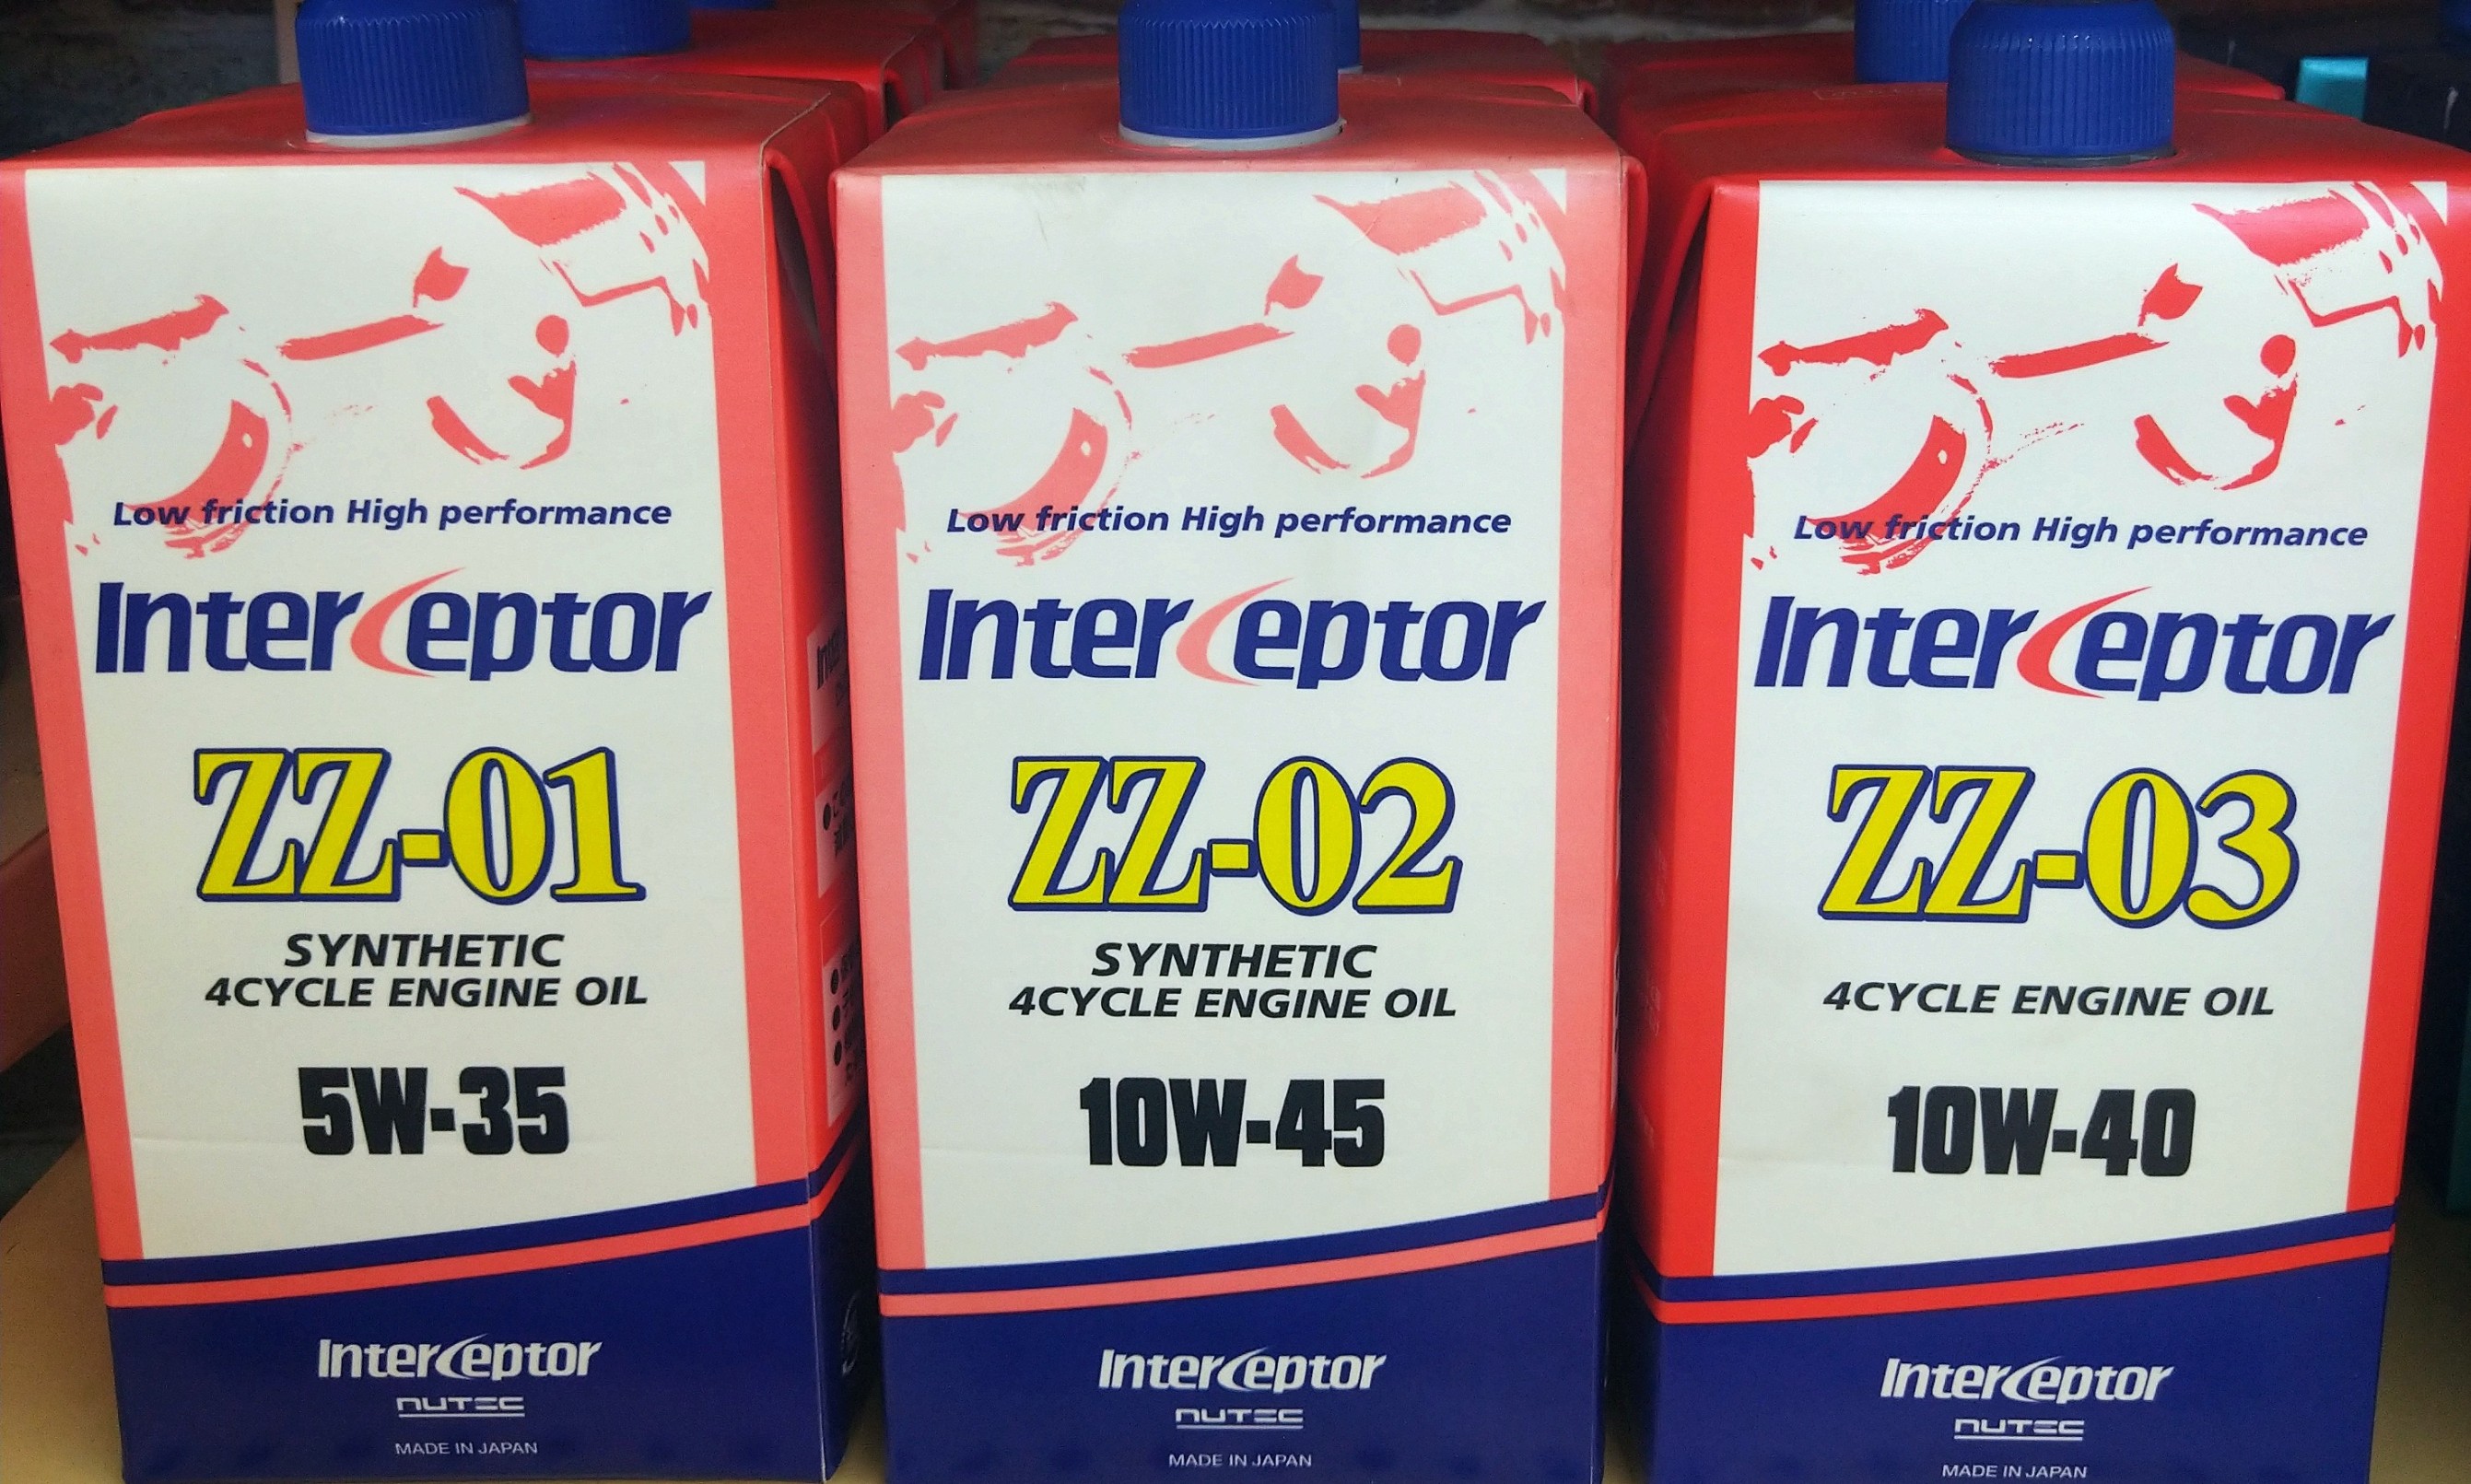 Low friction High performance
Interceptor
ZZ-01
SYNTHETIC
4CYCLE ENGINE OIL
5W-35
Interceptor
NUTEC
MADE IN JAPAN
Low friction High performance
Interceptor
ZZ-02
SYNTHETIC
4CYCLE ENGINE OIL
10W-45
Interceptor
NUTEC
MADE IN JAPAN
Low friction High performance
Interceptor
ZZ-03
4CYCLE ENGINE OIL
10W-40
Interceptor
NUTEC
MADE IN JAPAN